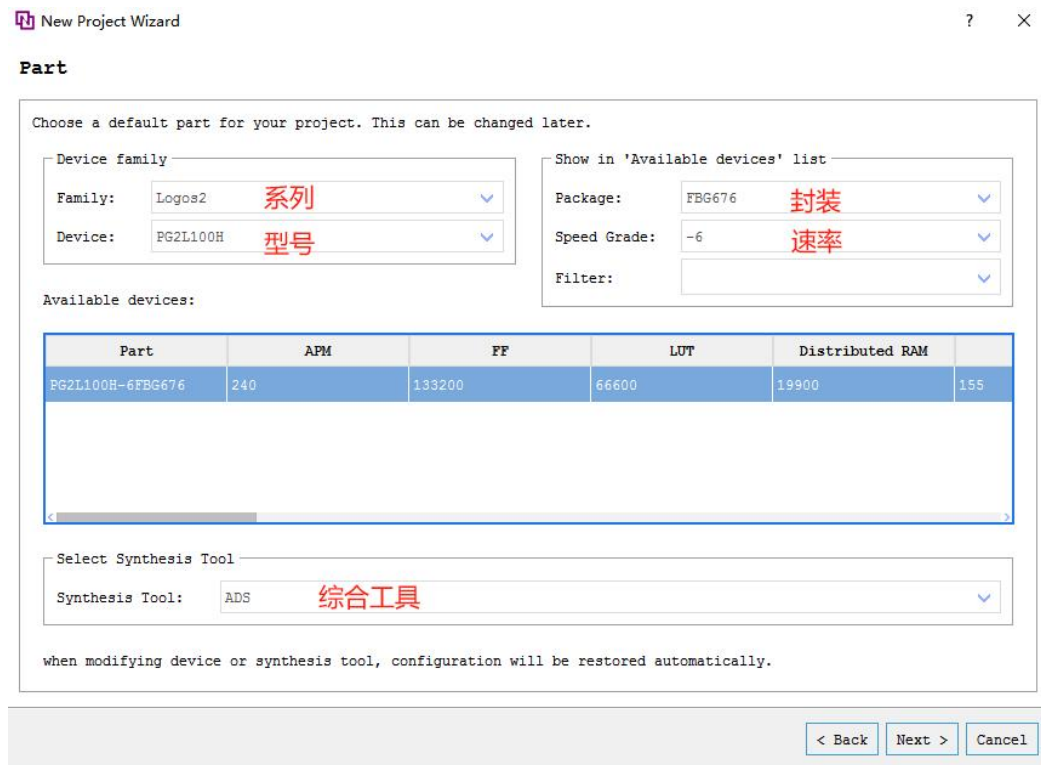 New Project Wizard
Part
Choose a default part for your project. This can be changed later.
Device family
Family: Logos2 系列
Device: PG2L100H 型号
Show in 'Available devices' list
Package: FBG676 封装
Speed Grade: -6 速率
Filter:
Available devices:
Part APM FF LUT Distributed RAM
PG2L100H-6FBG676 240 133200 66600 19900 155
Select Synthesis Tool
Synthesis Tool: ADS 综合工具
when modifying device or synthesis tool, configuration will be restored automatically.
< Back Next > Cancel